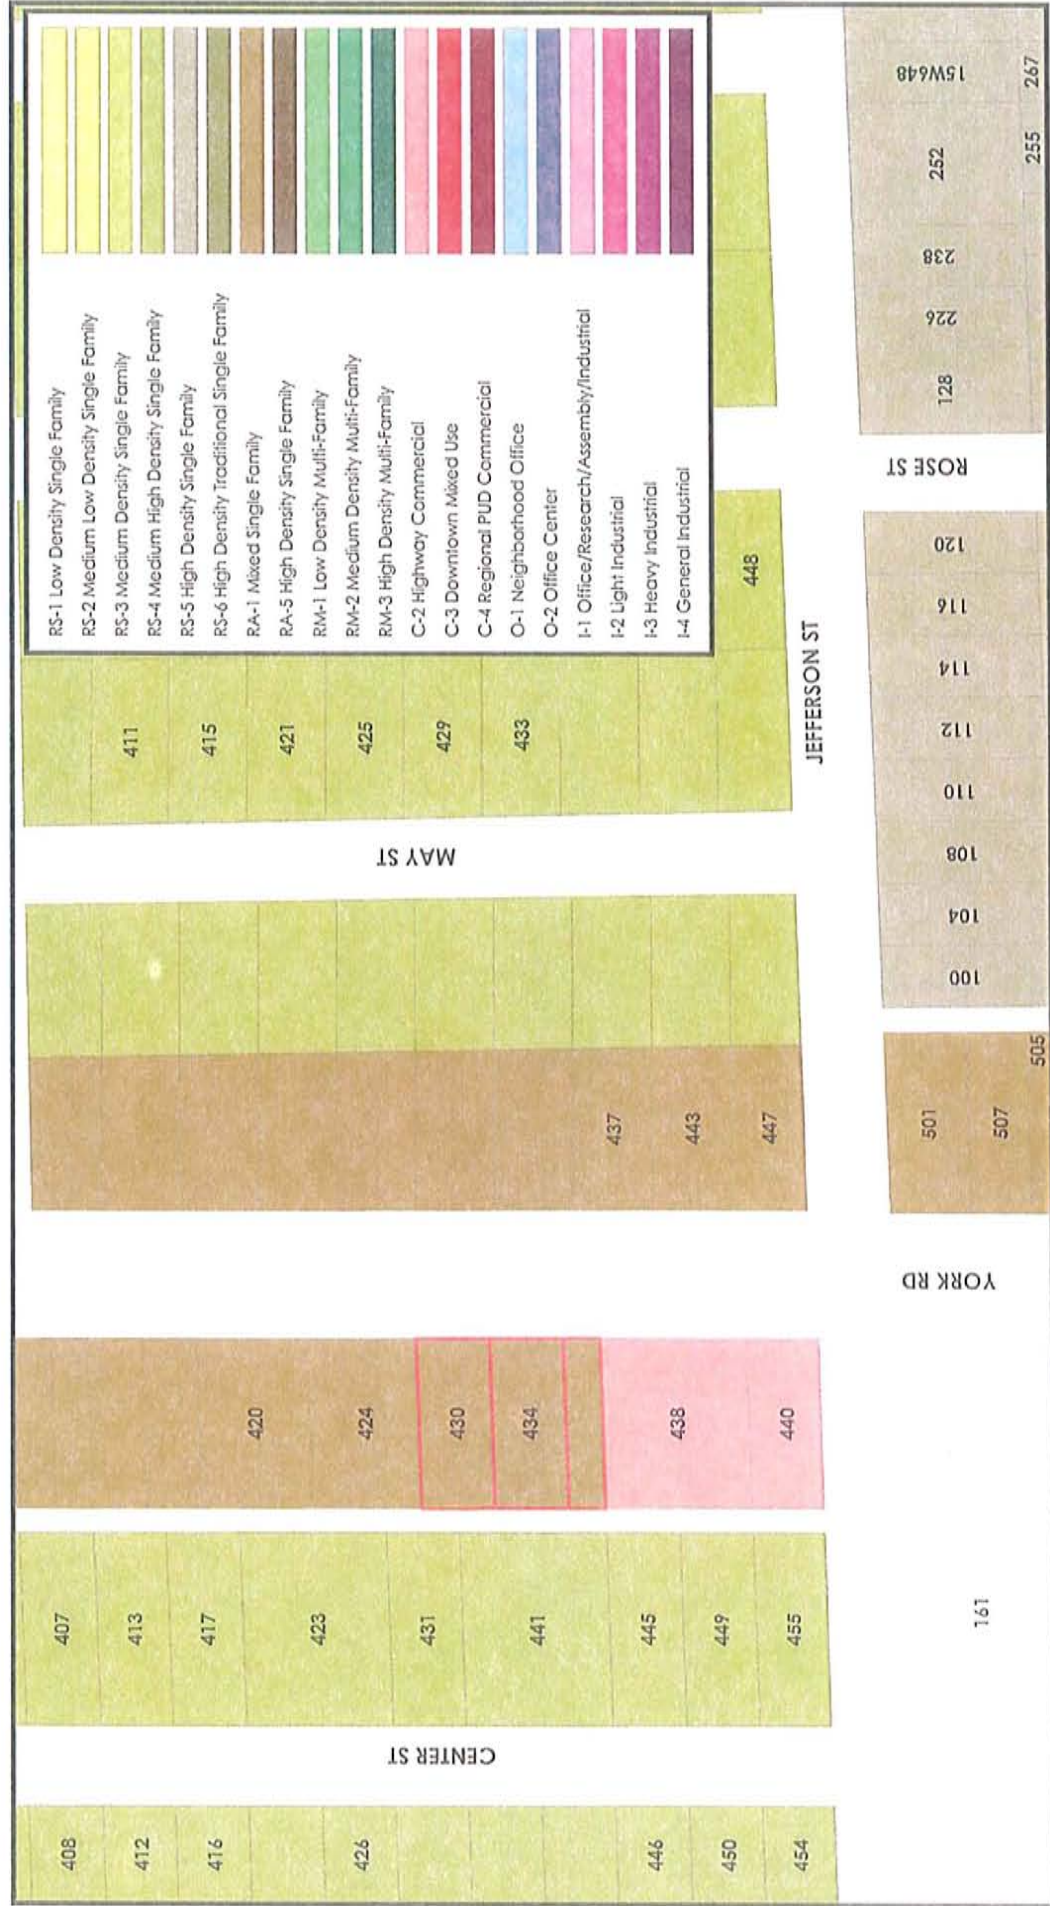 RS-1 Low Density Single Family
RS-2 Medium Low Density Single Family
RS-3 Medium Density Single Family
RS-4 Medium High Density Single Family
RS-5 High Density Single Family
RS-6 High Density Traditional Single Family
RA-1 Mixed Single Family
RA-5 High Density Single Family
RM-1 Low Density Multi-Family
RM-2 Medium Density Multi-Family
RM-3 High Density Multi-Family
C-2 Highway Commercial
C-3 Downtown Mixed Use
C-4 Regional PUD Commercial
O-1 Neighborhood Office
O-2 Office Center
I-1 Office/Research/Assembly/Industrial
I-2 Light Industrial
I-3 Heavy Industrial
I-4 General Industrial
408
412
416
426
446
450
454
CENTER ST
407
413
417
423
431
441
445
449
455
161
420
424
430
434
438
440
YORK RD
437
443
447
501
507
505
MAY ST
411
415
421
425
429
433
448
JEFFERSON ST
100
104
108
110
112
114
116
120
ROSE ST
128
226
238
252
15W648
255
267